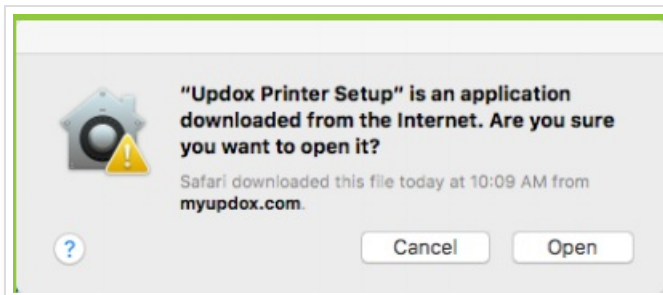 “Updox Printer Setup” is an application
downloaded from the Internet. Are you sure
you want to open it?
Safari downloaded this file today at 10:09 AM from
myupdox.com.
?
Cancel
Open